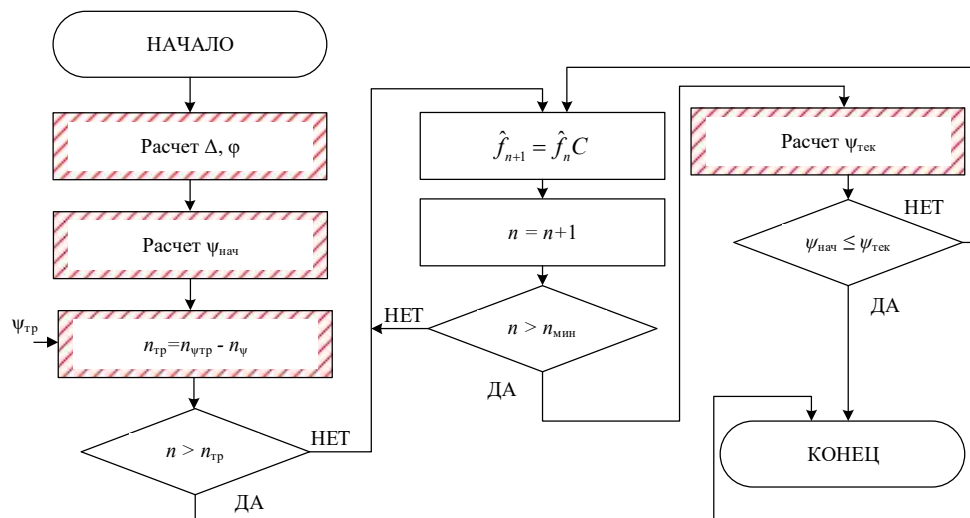 НАЧАЛО
Расчет Δ, φ
Расчет ψнач
ψтр
nтр=nψтр - nψ
n > nтр
НЕТ
ДА
f̂n+1 = f̂nC
n = n+1
n > nмин
НЕТ
ДА
Расчет ψтек
ψнач ≤ ψтек
НЕТ
ДА
КОНЕЦ